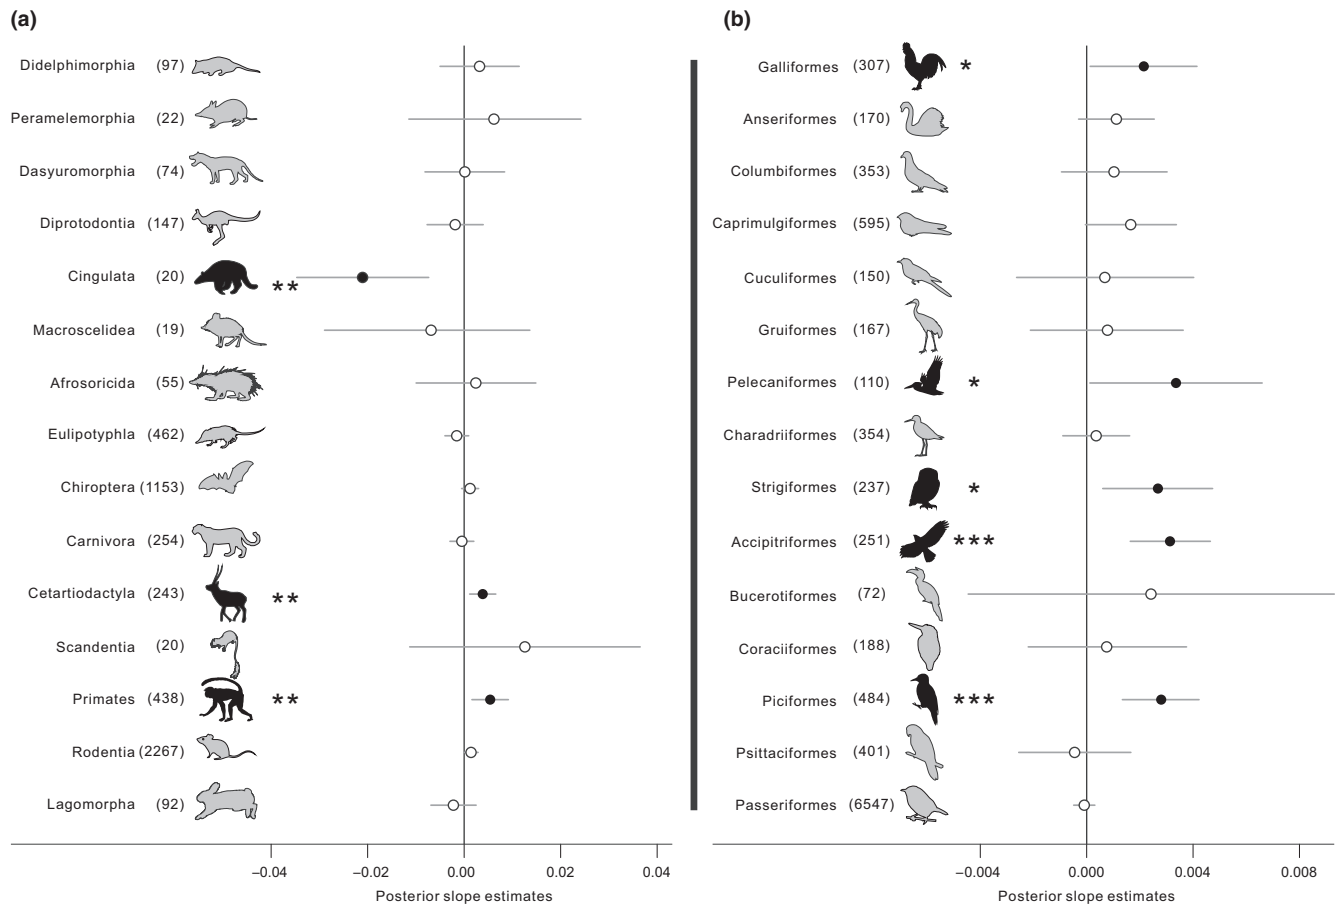 (a)
Didelphimorphia (97)
Peramelemorphia (22)
Dasyuromorphia (74)
Diprotodontia (147)
Cingulata (20) **
Macroscelidea (19)
Afrosoricida (55)
Eulipotyphla (462)
Chiroptera (1153)
Carnivora (254)
Cetartiodactyla (243) **
Scandentia (20)
Primates (438) **
Rodentia (2267)
Lagomorpha (92)
−0.04 −0.02 0.00 0.02 0.04
Posterior slope estimates
(b)
Galliformes (307) *
Anseriformes (170)
Columbiformes (353)
Caprimulgiformes (595)
Cuculiformes (150)
Gruiformes (167)
Pelecaniformes (110) *
Charadriiformes (354)
Strigiformes (237) *
Accipitriformes (251) ***
Bucerotiformes (72)
Coraciiformes (188)
Piciformes (484) ***
Psittaciformes (401)
Passeriformes (6547)
−0.004 0.000 0.004 0.008
Posterior slope estimates